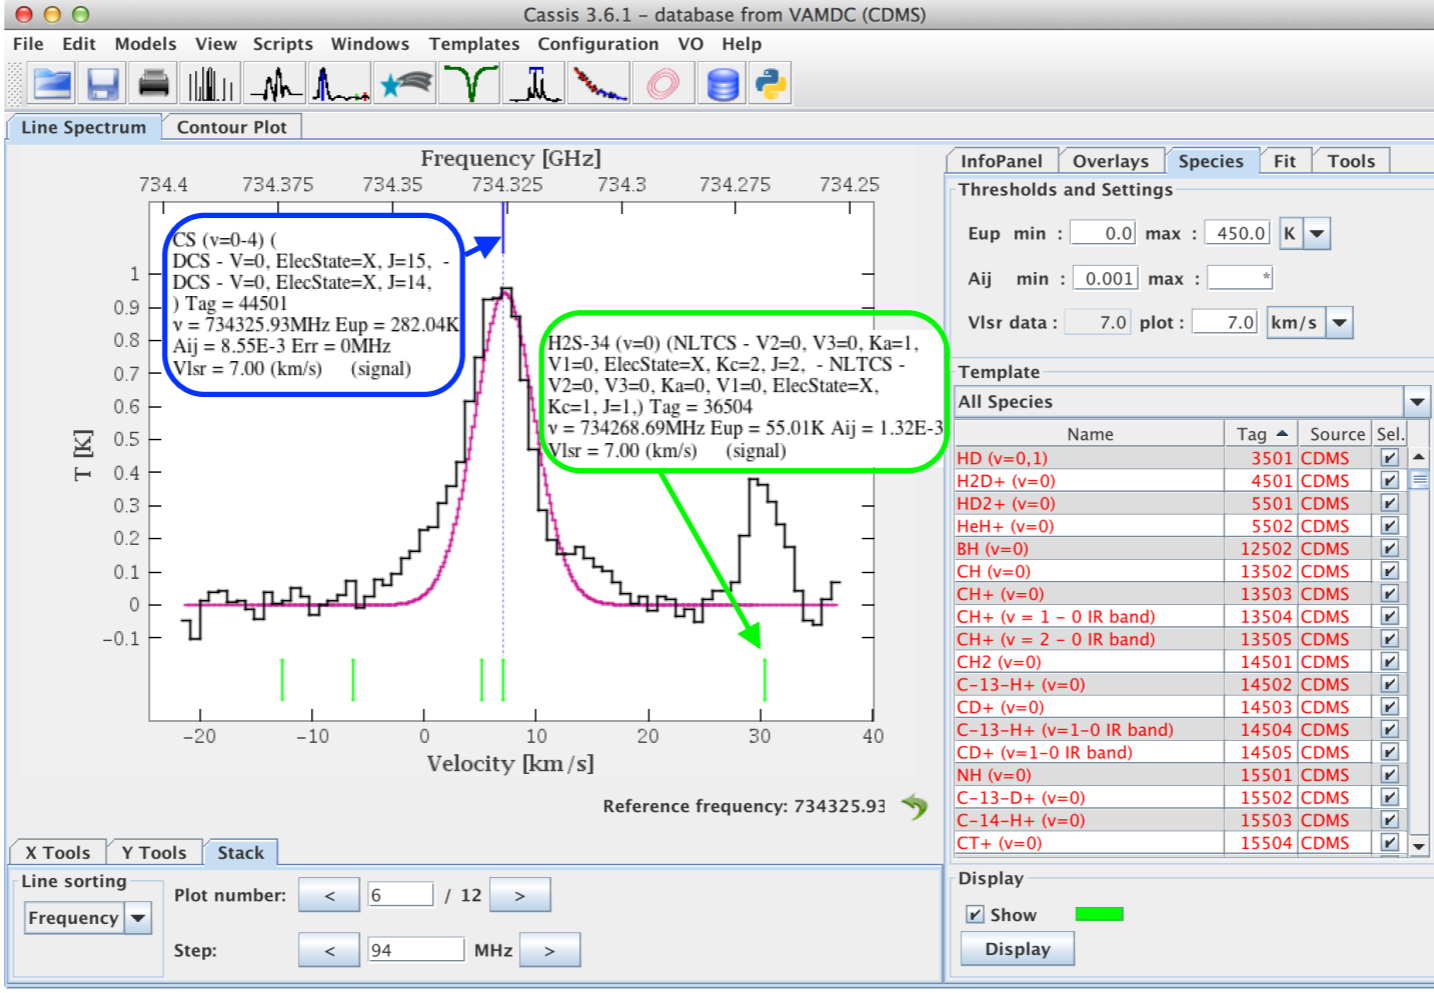 Cassis 3.6.1 – database from VAMDC (CDMS)
File Edit Models View Scripts Windows Templates Configuration VO Help
Line Spectrum Contour Plot
Frequency [GHz]
734.4 734.375 734.35 734.325 734.3 734.275 734.25
CS (v=0-4) (
DCS - V=0, ElecState=X, J=15, -
DCS - V=0, ElecState=X, J=14,
) Tag = 44501
ν = 734325.93MHz Eup = 282.04K
Aij = 8.55E-3 Err = 0MHz
Vlsr = 7.00 (km/s) (signal)
H2S-34 (v=0) (NLTCS - V2=0, V3=0, Ka=1,
V1=0, ElecState=X, Kc=2, J=2, - NLTCS -
V2=0, V3=0, Ka=0, V1=0, ElecState=X,
Kc=1, J=1,) Tag = 36504
ν = 734268.69MHz Eup = 55.01K Aij = 1.32E-3
Vlsr = 7.00 (km/s) (signal)
1
0.9
0.8
0.7
0.6
0.5
0.4
0.3
0.2
0.1
0
−0.1
T [K]
−20 −10 0 10 20 30 40
Velocity [km/s]
Reference frequency: 734325.93
X Tools Y Tools Stack
Line sorting
Frequency
Plot number: < 6 / 12 >
Step: < 94 MHz >
InfoPanel Overlays Species Fit Tools
Thresholds and Settings
Eup min : 0.0 max : 450.0 K
Aij min : 0.001 max : *
Vlsr data : 7.0 plot : 7.0 km/s
Template
All Species
Name Tag Source Sel.
HD (v=0,1) 3501 CDMS
H2D+ (v=0) 4501 CDMS
HD2+ (v=0) 5501 CDMS
HeH+ (v=0) 5502 CDMS
BH (v=0) 12502 CDMS
CH (v=0) 13502 CDMS
CH+ (v=0) 13503 CDMS
CH+ (v = 1 – 0 IR band) 13504 CDMS
CH+ (v = 2 – 0 IR band) 13505 CDMS
CH2 (v=0) 14501 CDMS
C–13–H+ (v=0) 14502 CDMS
CD+ (v=0) 14503 CDMS
C–13–H+ (v=1–0 IR band) 14504 CDMS
CD+ (v=1–0 IR band) 14505 CDMS
NH (v=0) 15501 CDMS
C–13–D+ (v=0) 15502 CDMS
C–14–H+ (v=0) 15503 CDMS
CT+ (v=0) 15504 CDMS
Display
Show
Display